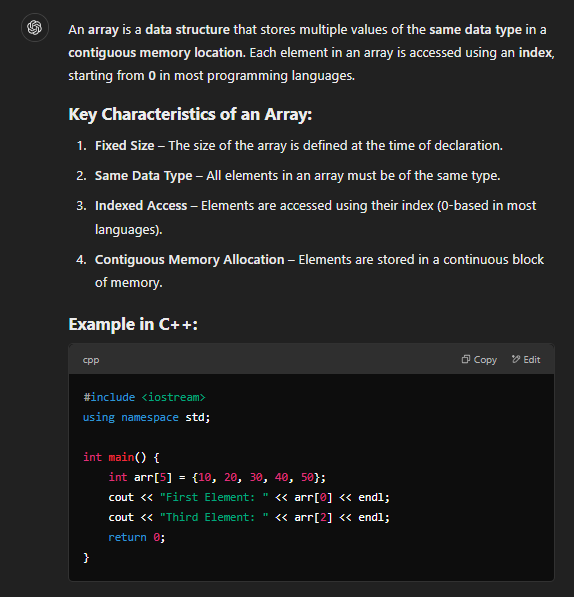 An array is a data structure that stores multiple values of the same data type in a
contiguous memory location. Each element in an array is accessed using an index,
starting from 0 in most programming languages.
Key Characteristics of an Array:
1. Fixed Size – The size of the array is defined at the time of declaration.
2. Same Data Type – All elements in an array must be of the same type.
3. Indexed Access – Elements are accessed using their index (0-based in most
languages).
4. Contiguous Memory Allocation – Elements are stored in a continuous block
of memory.
Example in C++:
cpp Copy Edit
#include <iostream>
using namespace std;
int main() {
    int arr[5] = {10, 20, 30, 40, 50};
    cout << "First Element: " << arr[0] << endl;
    cout << "Third Element: " << arr[2] << endl;
    return 0;
}